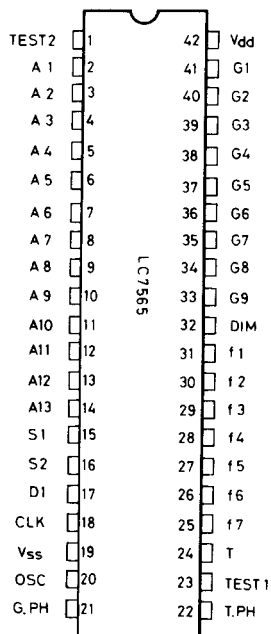 TEST2 1 42 Vdd
A1 2 41 G1
A2 3 40 G2
A3 4 39 G3
A4 5 38 G4
A5 6 37 G5
A6 7 36 G6
A7 8 35 G7
A8 9 34 G8
A9 10 33 G9
A10 11 32 DIM
A11 12 31 f1
A12 13 30 f2
A13 14 29 f3
S1 15 28 f4
S2 16 27 f5
D1 17 26 f6
CLK 18 25 f7
Vss 19 24 T
OSC 20 23 TEST1
G.PH 21 22 T.PH
LC7565